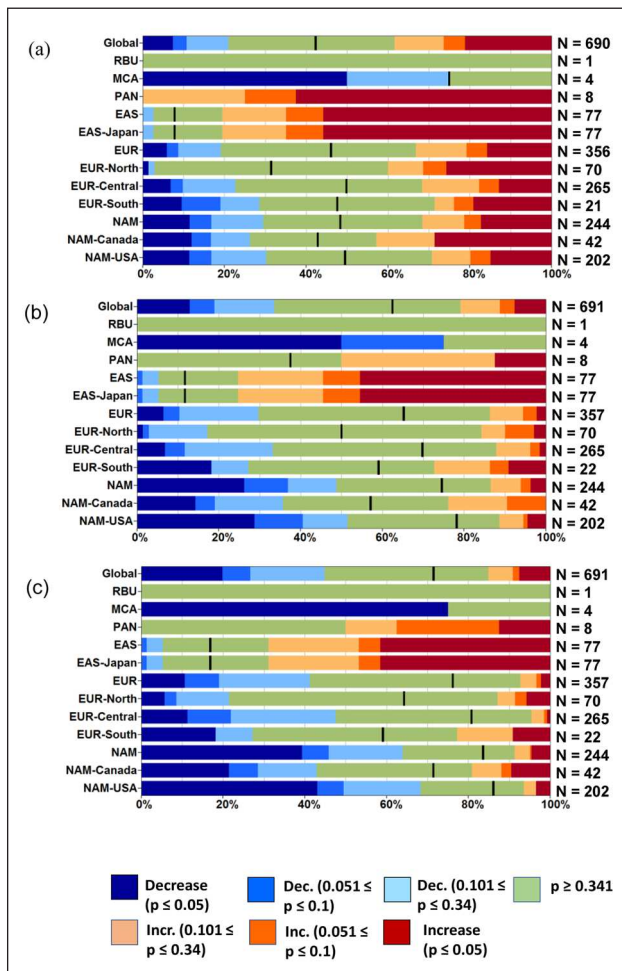 (a)
Global N = 690
RBU N = 1
MCA N = 4
PAN N = 8
EAS N = 77
EAS-Japan N = 77
EUR N = 356
EUR-North N = 70
EUR-Central N = 265
EUR-South N = 21
NAM N = 244
NAM-Canada N = 42
NAM-USA N = 202
0% 20% 40% 60% 80% 100%
(b)
Global N = 691
RBU N = 1
MCA N = 4
PAN N = 8
EAS N = 77
EAS-Japan N = 77
EUR N = 357
EUR-North N = 70
EUR-Central N = 265
EUR-South N = 22
NAM N = 244
NAM-Canada N = 42
NAM-USA N = 202
0% 20% 40% 60% 80% 100%
(c)
Global N = 691
RBU N = 1
MCA N = 4
PAN N = 8
EAS N = 77
EAS-Japan N = 77
EUR N = 357
EUR-North N = 70
EUR-Central N = 265
EUR-South N = 22
NAM N = 244
NAM-Canada N = 42
NAM-USA N = 202
0% 20% 40% 60% 80% 100%
Decrease
(p ≤ 0.05)
Dec. (0.051 ≤
p ≤ 0.1)
Dec. (0.101 ≤
p ≤ 0.34)
p ≥ 0.341
Incr. (0.101 ≤
p ≤ 0.34)
Inc. (0.051 ≤
p ≤ 0.1)
Increase
(p ≤ 0.05)